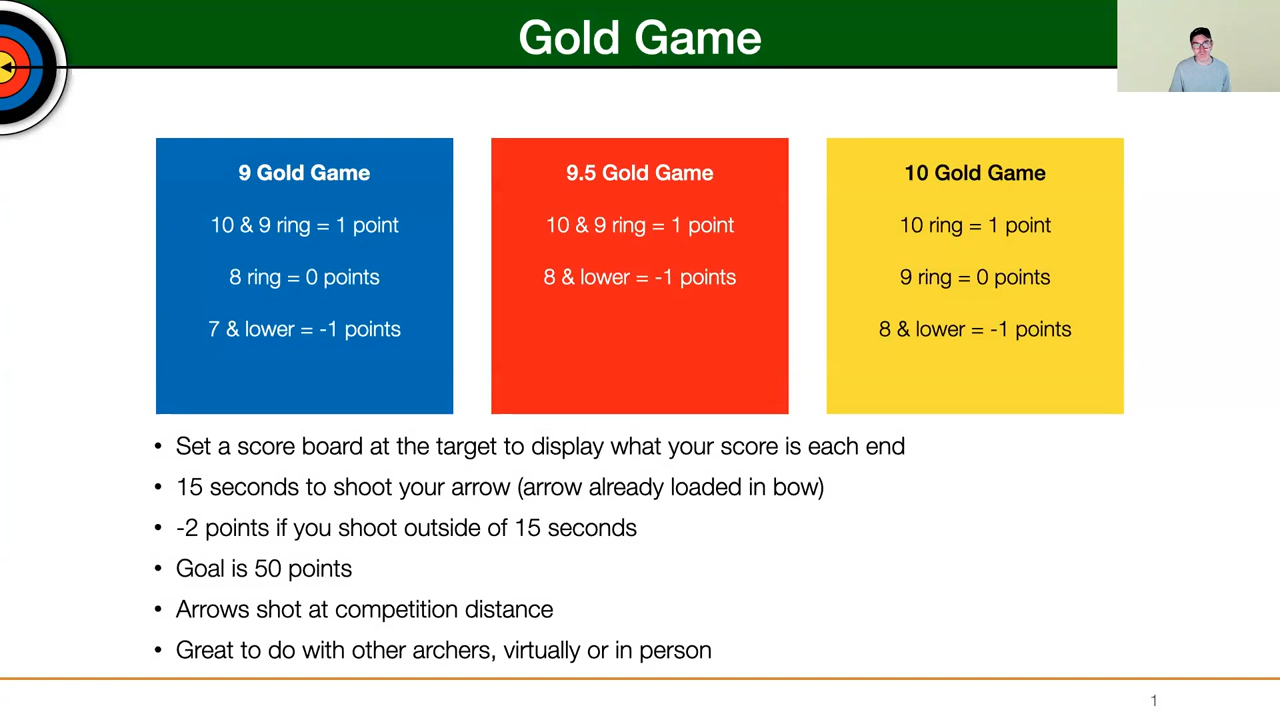 Gold Game
9 Gold Game
10 & 9 ring = 1 point
8 ring = 0 points
7 & lower = -1 points
9.5 Gold Game
10 & 9 ring = 1 point
8 & lower = -1 points
10 Gold Game
10 ring = 1 point
9 ring = 0 points
8 & lower = -1 points
• Set a score board at the target to display what your score is each end
• 15 seconds to shoot your arrow (arrow already loaded in bow)
• -2 points if you shoot outside of 15 seconds
• Goal is 50 points
• Arrows shot at competition distance
• Great to do with other archers, virtually or in person
1